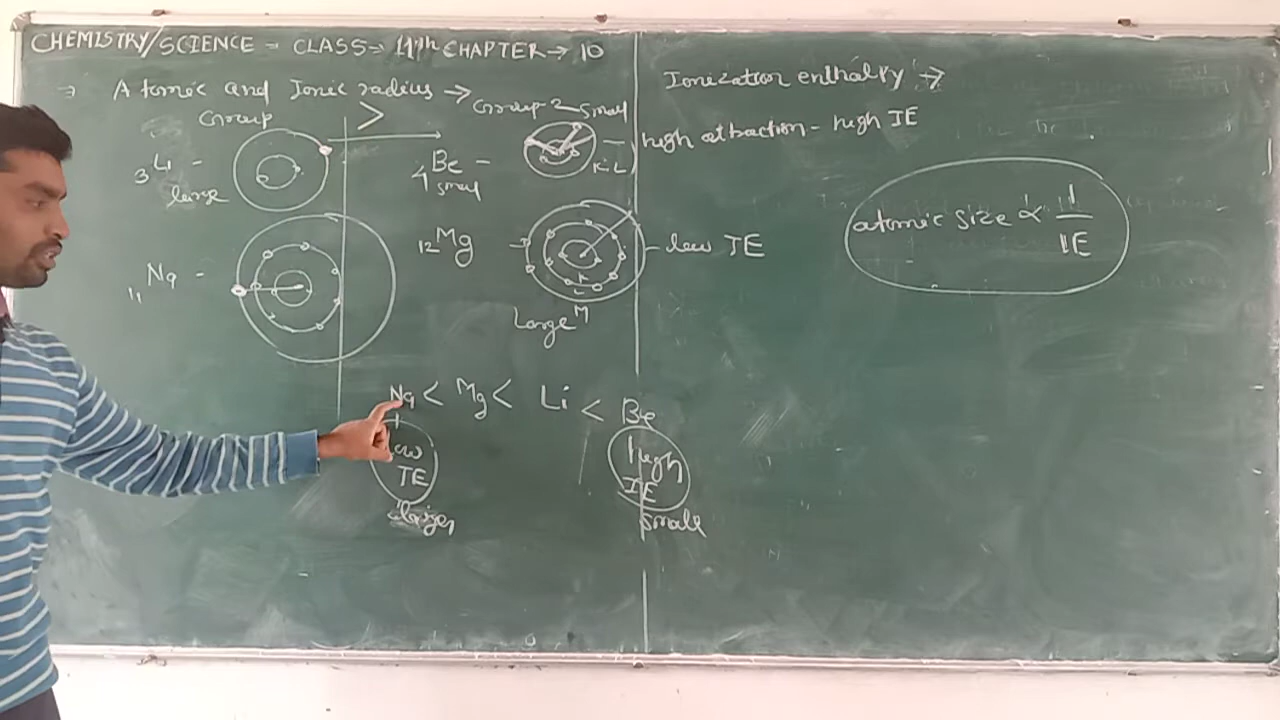 CHEMISTRY/SCIENCE - CLASS- 11th CHAPTER → 10
→ Atomic and Ionic radius →
Group
>
Group-2 small
3Li -
large
4Be -
small
K L
11Na -
12Mg -
K
L
M
Large
Na < Mg < Li < Be
low
IE
larger
High
IE
small
Ionization enthalpy →
high attraction - high IE
low IE
atomic size ∝ 1/IE